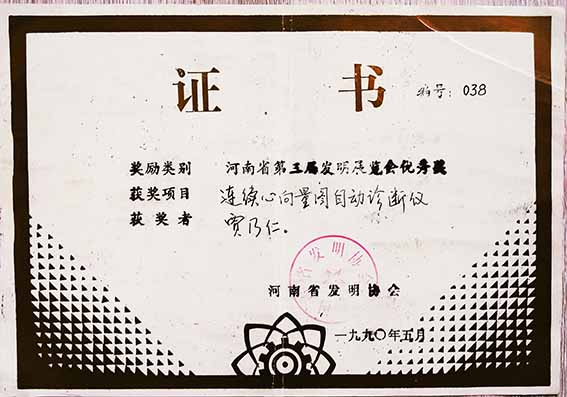 证书
编号：038
奖励类别 河南省第三届发明展览会优秀奖
获奖项目 连续心向量图自动诊断仪
获奖者 贾乃仁。
河南省发明协会
一九九〇年五月